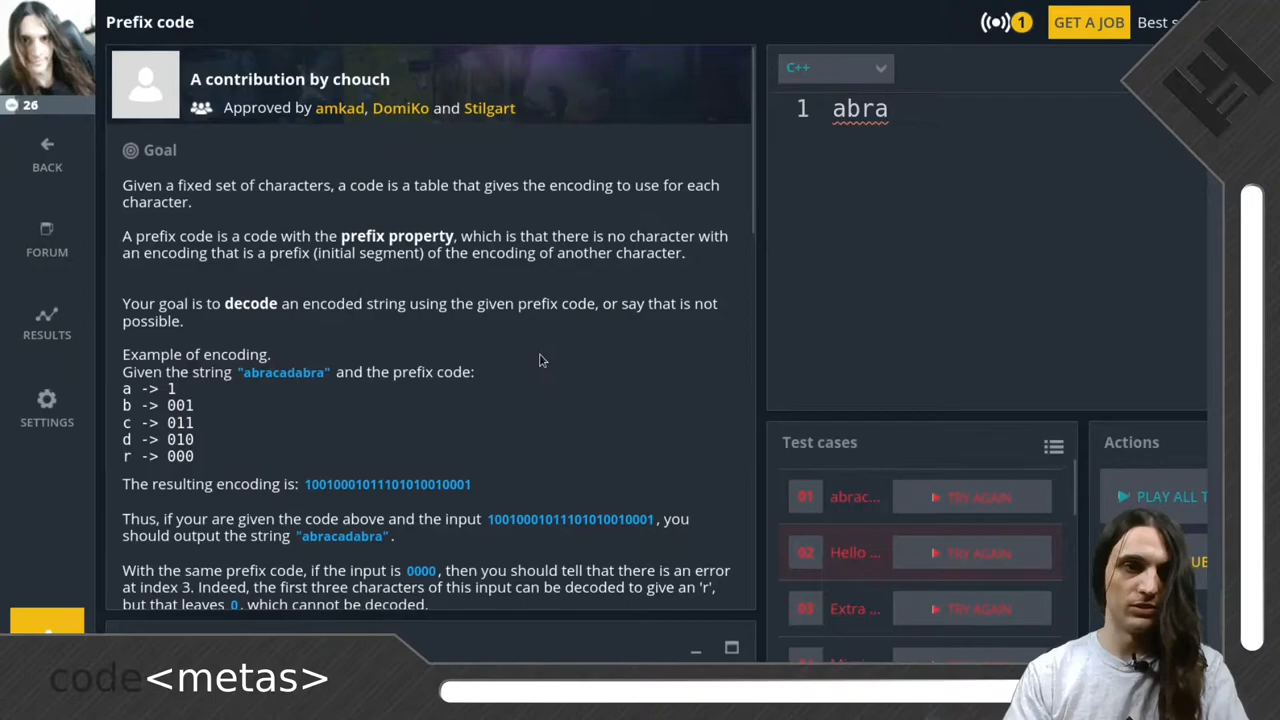 Prefix code
1
GET A JOB
Best s
26
BACK
FORUM
RESULTS
SETTINGS
A contribution by chouch
Approved by amkad, DomiKo and Stilgart
Goal
Given a fixed set of characters, a code is a table that gives the encoding to use for each
character.
A prefix code is a code with the prefix property, which is that there is no character with
an encoding that is a prefix (initial segment) of the encoding of another character.
Your goal is to decode an encoded string using the given prefix code, or say that is not
possible.
Example of encoding.
Given the string "abracadabra" and the prefix code:
a -> 1
b -> 001
c -> 011
d -> 010
r -> 000
The resulting encoding is: 10010001011101010010001
Thus, if your are given the code above and the input 10010001011101010010001, you
should output the string "abracadabra".
With the same prefix code, if the input is 0000, then you should tell that there is an error
at index 3. Indeed, the first three characters of this input can be decoded to give an 'r',
but that leaves 0, which cannot be decoded.
C++
1 abra
Test cases
01 abrac... TRY AGAIN
02 Hello ... TRY AGAIN
03 Extra ... TRY AGAIN
Actions
PLAY ALL T
UB
code<metas>